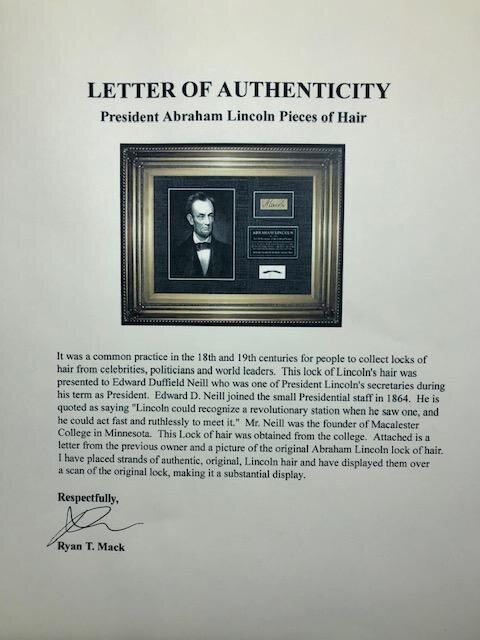 LETTER OF AUTHENTICITY
President Abraham Lincoln Pieces of Hair
ABRAHAM LINCOLN
It was a common practice in the 18th and 19th centuries for people to collect locks of
hair from celebrities, politicians and world leaders. This lock of Lincoln's hair was
presented to Edward Duffield Neill who was one of President Lincoln's secretaries during
his term as President. Edward D. Neill joined the small Presidential staff in 1864. He is
quoted as saying "Lincoln could recognize a revolutionary station when he saw one, and
he could act fast and ruthlessly to meet it." Mr. Neill was the founder of Macalester
College in Minnesota. This Lock of hair was obtained from the college. Attached is a
letter from the previous owner and a picture of the original Abraham Lincoln lock of hair.
I have placed strands of authentic, original, Lincoln hair and have displayed them over
a scan of the original lock, making it a substantial display.
Respectfully,
Ryan T. Mack